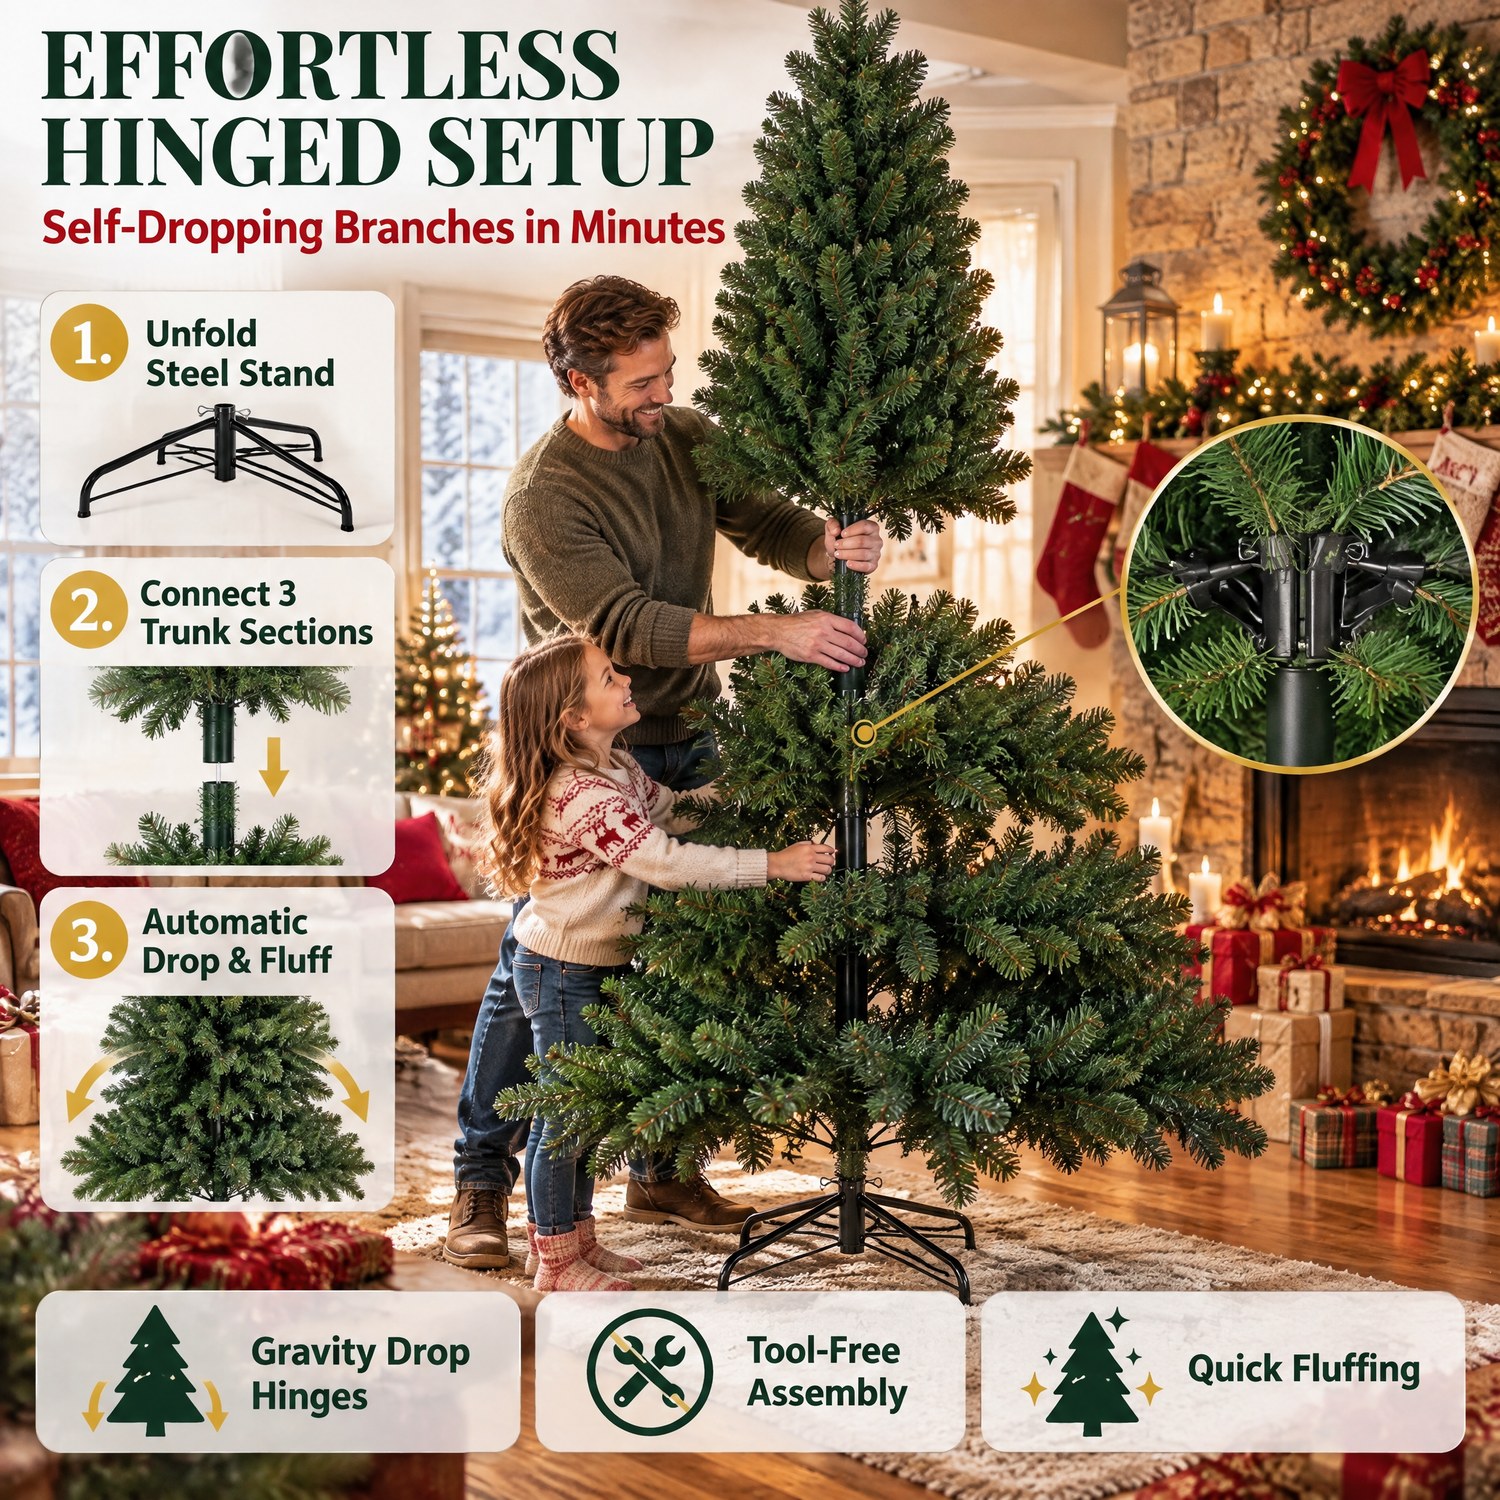 EFFORTLESS
HINGED SETUP
Self-Dropping Branches in Minutes
1. Unfold
Steel Stand
2. Connect 3
Trunk Sections
3. Automatic
Drop & Fluff
Gravity Drop
Hinges
Tool-Free
Assembly
Quick Fluffing